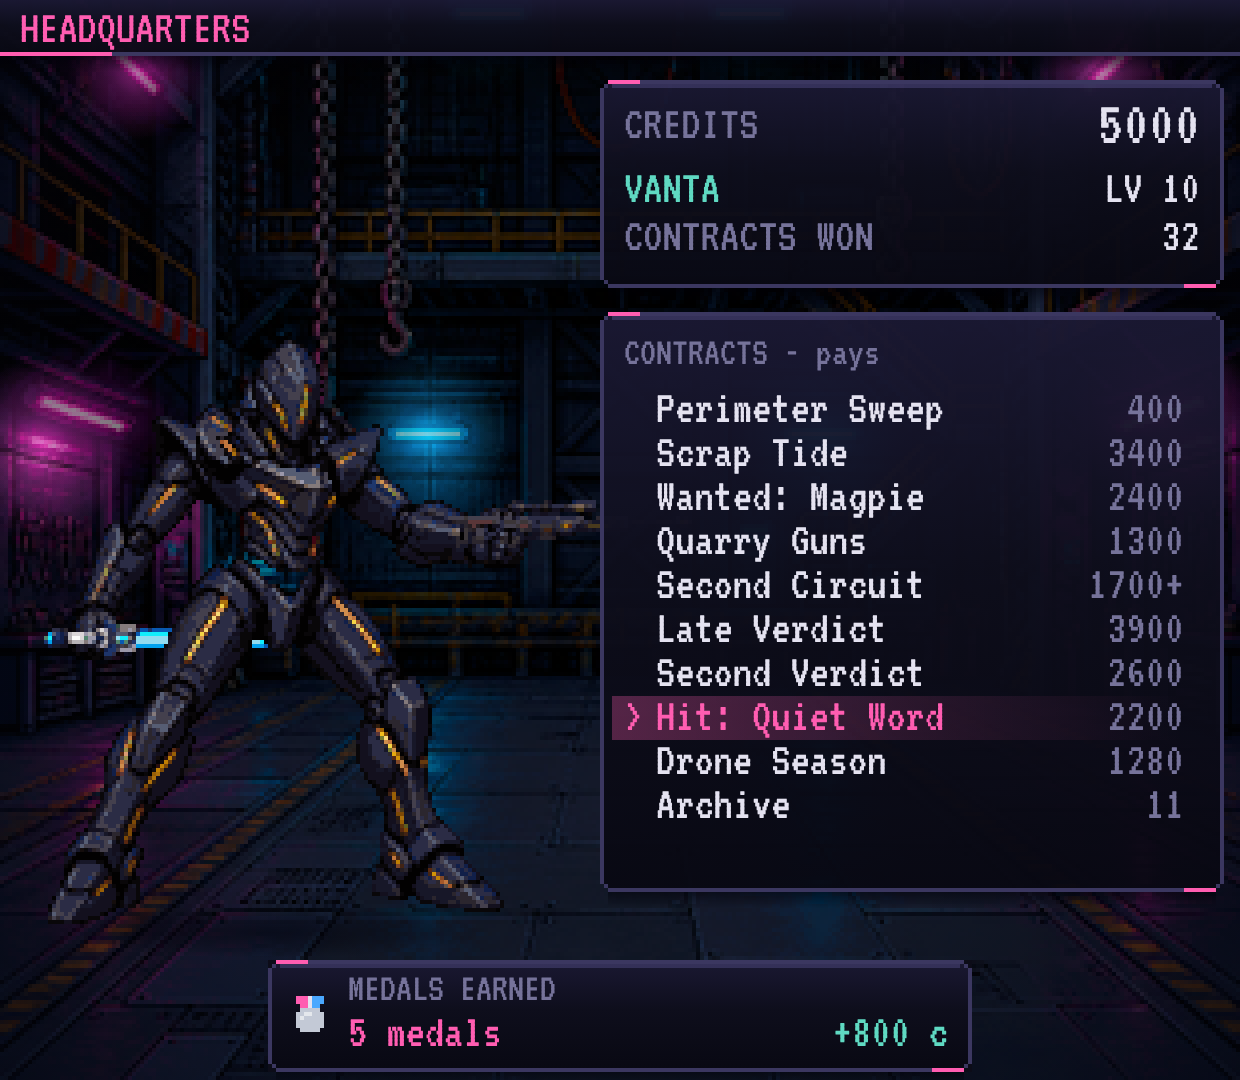 HEADQUARTERS
CREDITS 5000
VANTA LV 10
CONTRACTS WON 32
CONTRACTS - pays
Perimeter Sweep 400
Scrap Tide 3400
Wanted: Magpie 2400
Quarry Guns 1300
Second Circuit 1700+
Late Verdict 3900
Second Verdict 2600
> Hit: Quiet Word 2200
Drone Season 1280
Archive 11
MEDALS EARNED
5 medals +800 c